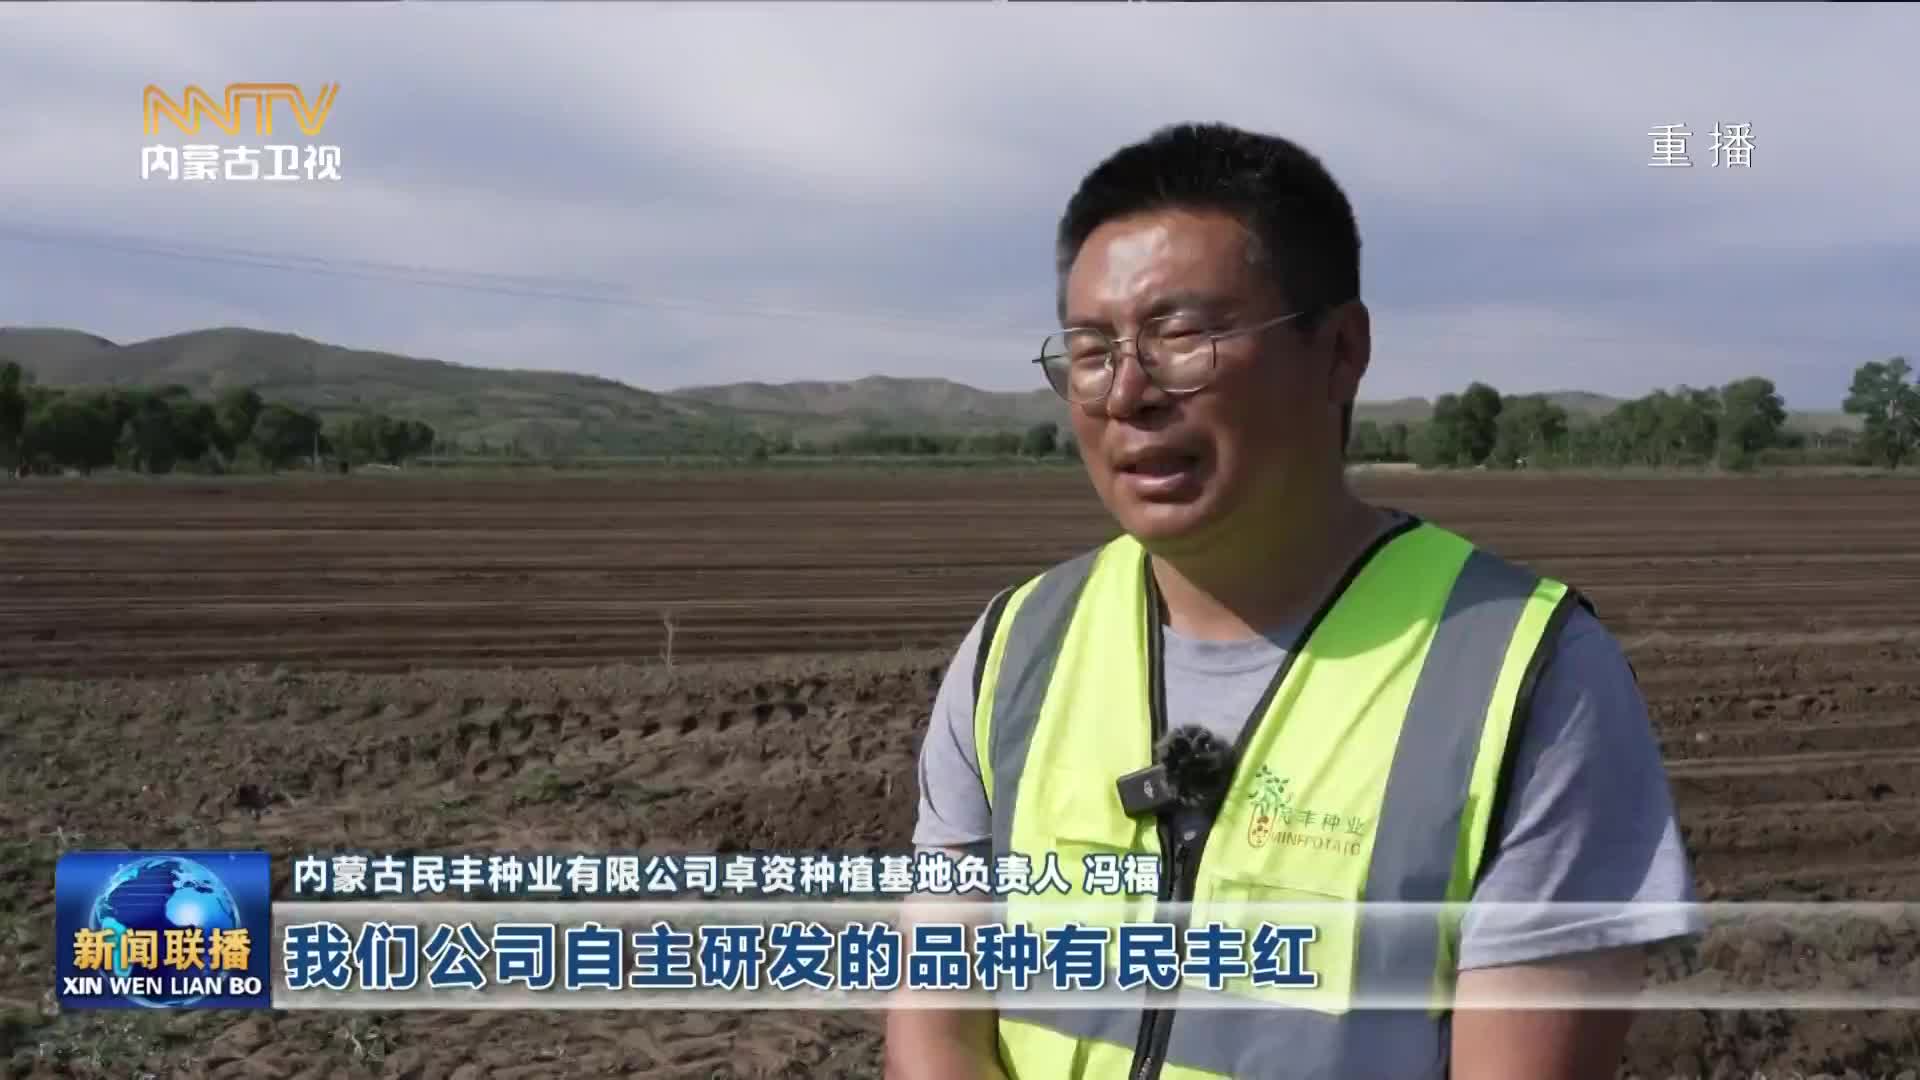 NNTV
内蒙古卫视
重播
民丰种业
MINFPOTATO
内蒙古民丰种业有限公司卓资种植基地负责人 冯福
新闻联播
XIN WEN LIAN BO
我们公司自主研发的品种有民丰红